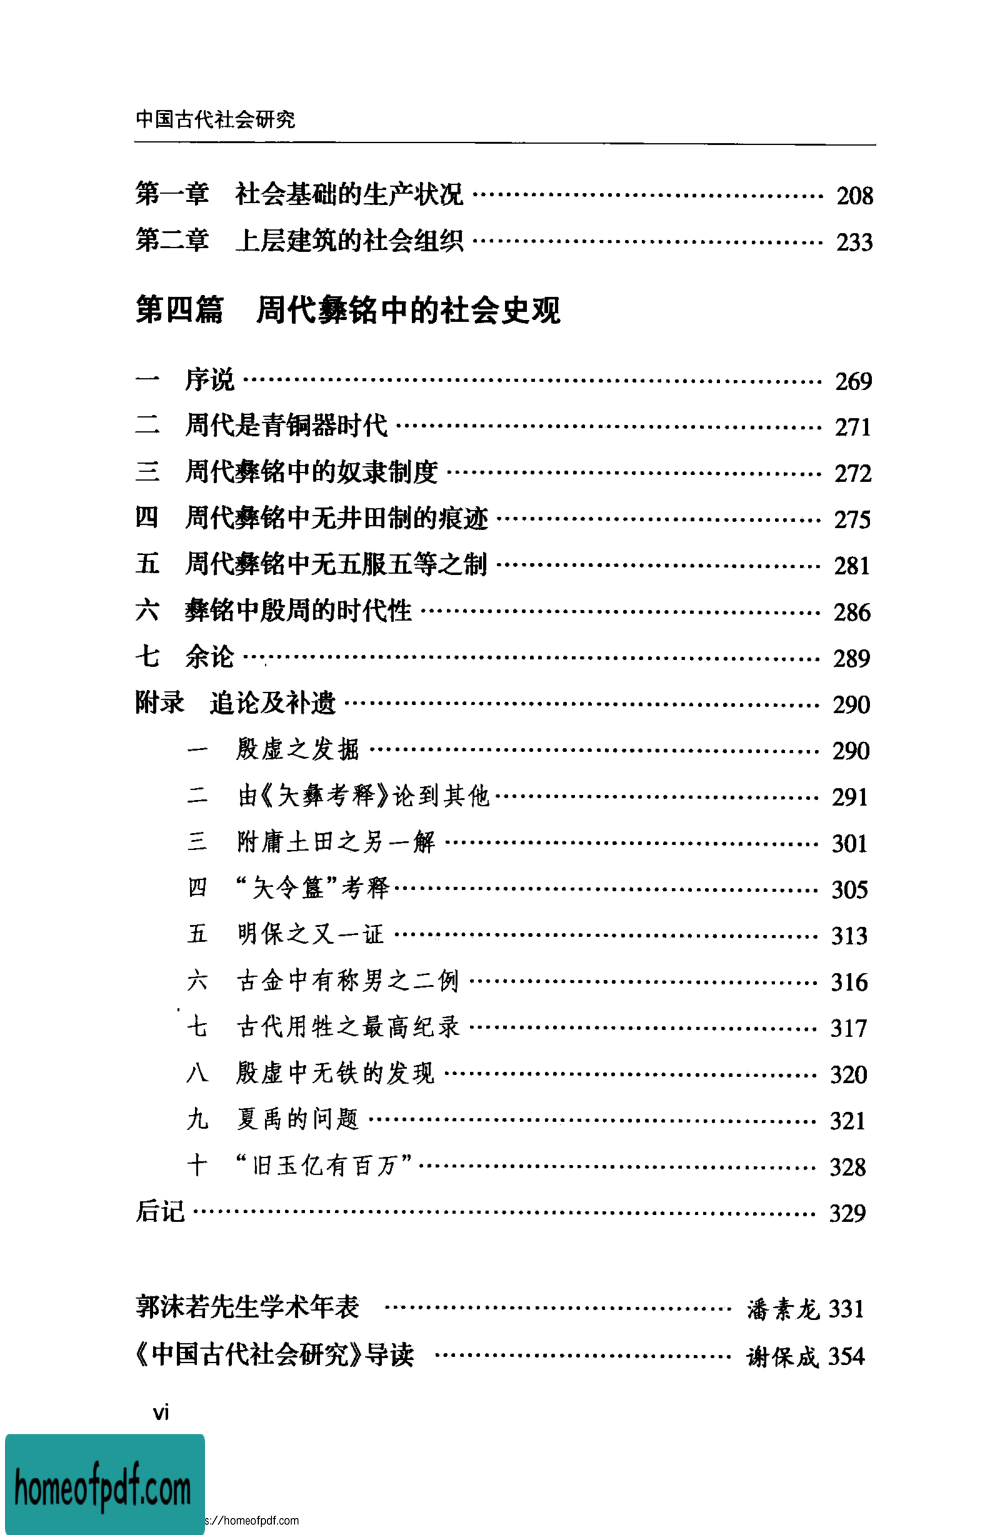 中国古代社会研究
第一章 社会基础的生产状况 …… 208
第二章 上层建筑的社会组织 …… 233
第四篇 周代彝铭中的社会史观
一 序说 …… 269
二 周代是青铜器时代 …… 271
三 周代彝铭中的奴隶制度 …… 272
四 周代彝铭中无井田制的痕迹 …… 275
五 周代彝铭中无五服五等之制 …… 281
六 彝铭中殷周的时代性 …… 286
七 余论 …… 289
附录 追论及补遗 …… 290
一 殷虚之发掘 …… 290
二 由《夨彝考释》论到其他 …… 291
三 附庸土田之另一解 …… 301
四 “夨令簋”考释 …… 305
五 明保之又一证 …… 313
六 古金中有称男之二例 …… 316
七 古代用牲之最高纪录 …… 317
八 殷虚中无铁的发现 …… 320
九 夏禹的问题 …… 321
十 “旧玉亿有百万” …… 328
后记 …… 329
郭沫若先生学术年表 …… 潘素龙 331
《中国古代社会研究》导读 …… 谢保成 354
vi
homeofpdf.com
s://homeofpdf.com